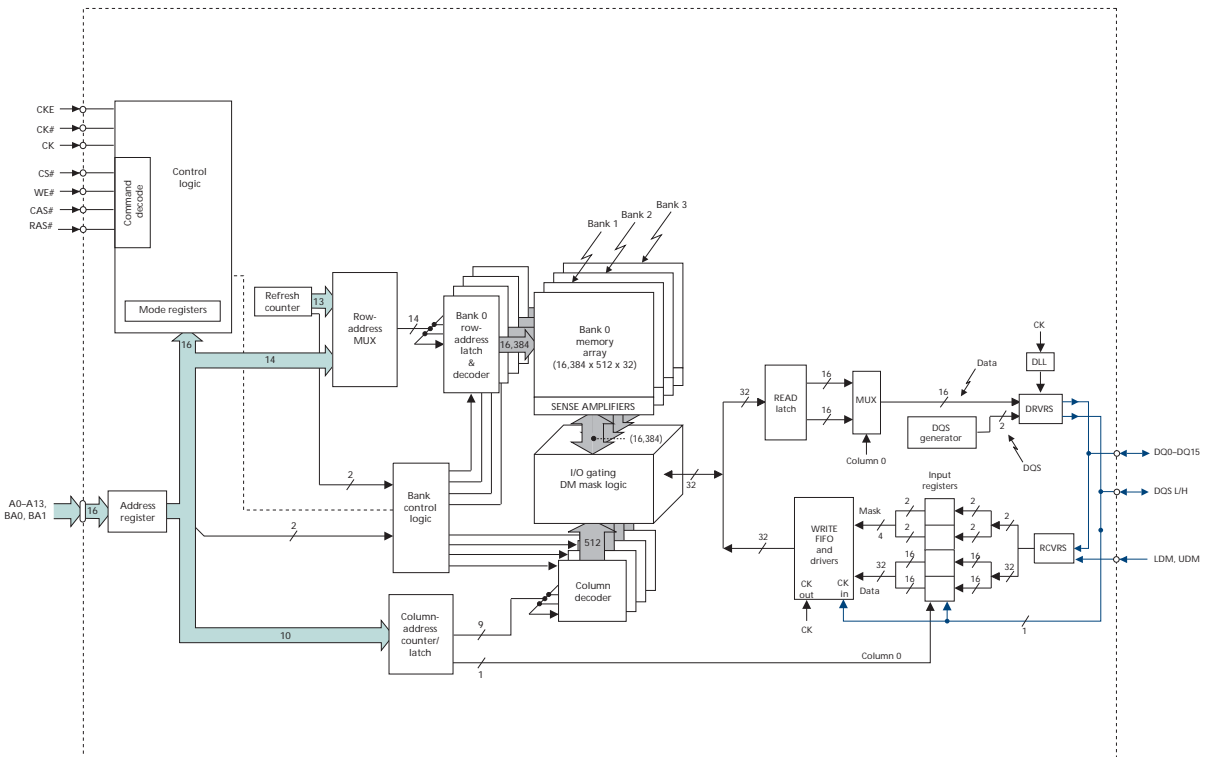 CKE
CK#
CK
CS#
WE#
CAS#
RAS#
Command
decode
Control
logic
Mode registers
16
Refresh
counter
13
Row-
address
MUX
14
14
Bank 0
row-
address
latch
&
decoder
16,384
Bank 1
Bank 2
Bank 3
Bank 0
memory
array
(16,384 x 512 x 32)
SENSE AMPLIFIERS
(16,384)
I/O gating
DM mask logic
32
512
Column
decoder
2
2
Bank
control
logic
A0–A13,
BA0, BA1
16
Address
register
10
Column-
address
counter/
latch
9
1
Column 0
32
READ
latch
16
16
MUX
Column 0
16
Data
DQS
generator
2
DQS
CK
DLL
DRVRS
DQ0–DQ15
DQS L/H
LDM, UDM
RCVRS
Input
registers
32
WRITE
FIFO
and
drivers
CK
out
CK
in
CK
Mask
4
32
Data
2
2
16
16
2
2
16
16
2
32
1